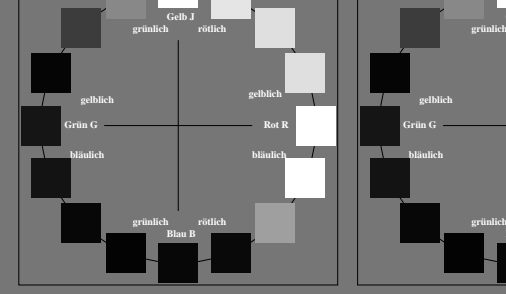 Gelb J
grünlich rötlich
gelblich gelblich
Grün G Rot R
bläulich bläulich
grünlich rötlich
Blau B
grünlich
gelblich
Grün G
bläulich
grünlich